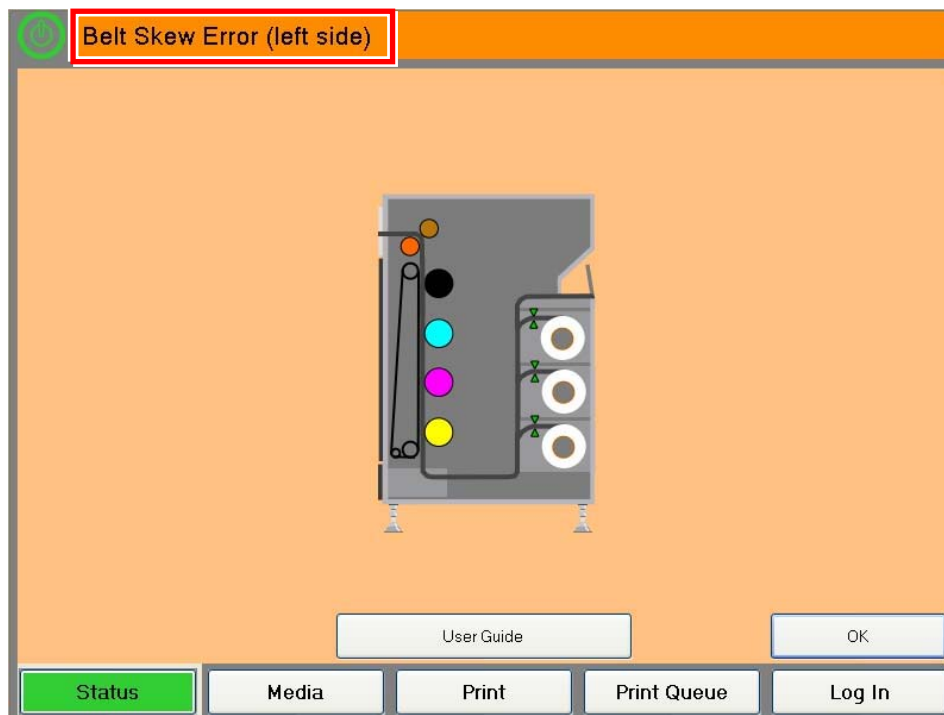 Belt Skew Error (left side)
User Guide
OK
Status
Media
Print
Print Queue
Log In